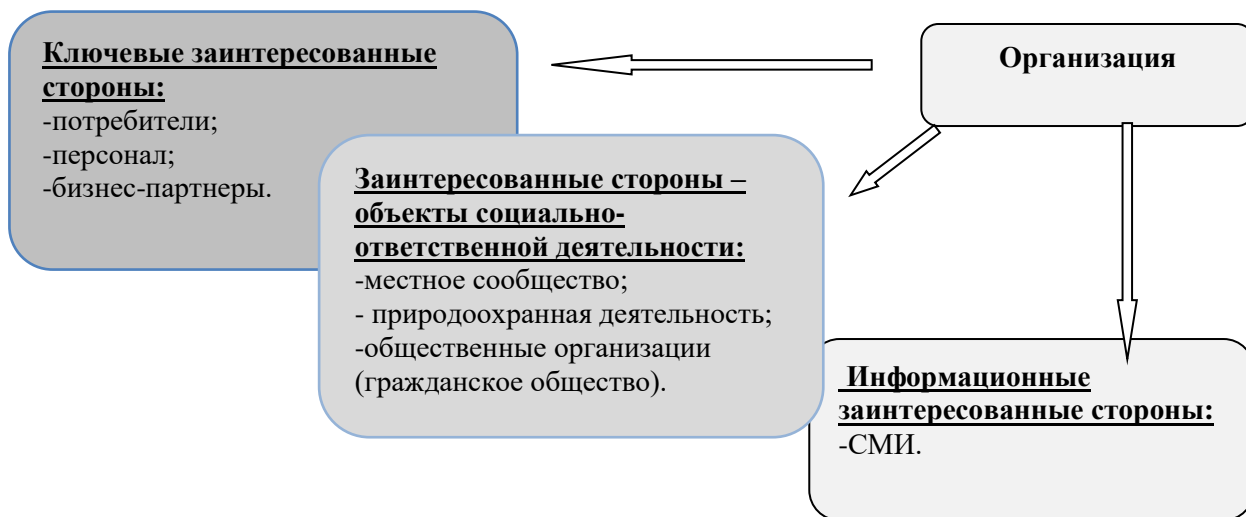 Ключевые заинтересованные
стороны:
-потребители;
-персонал;
-бизнес-партнеры.
Организация
Заинтересованные стороны –
объекты социально-
ответственной деятельности:
-местное сообщество;
- природоохранная деятельность;
-общественные организации
(гражданское общество).
Информационные
заинтересованные стороны:
-СМИ.